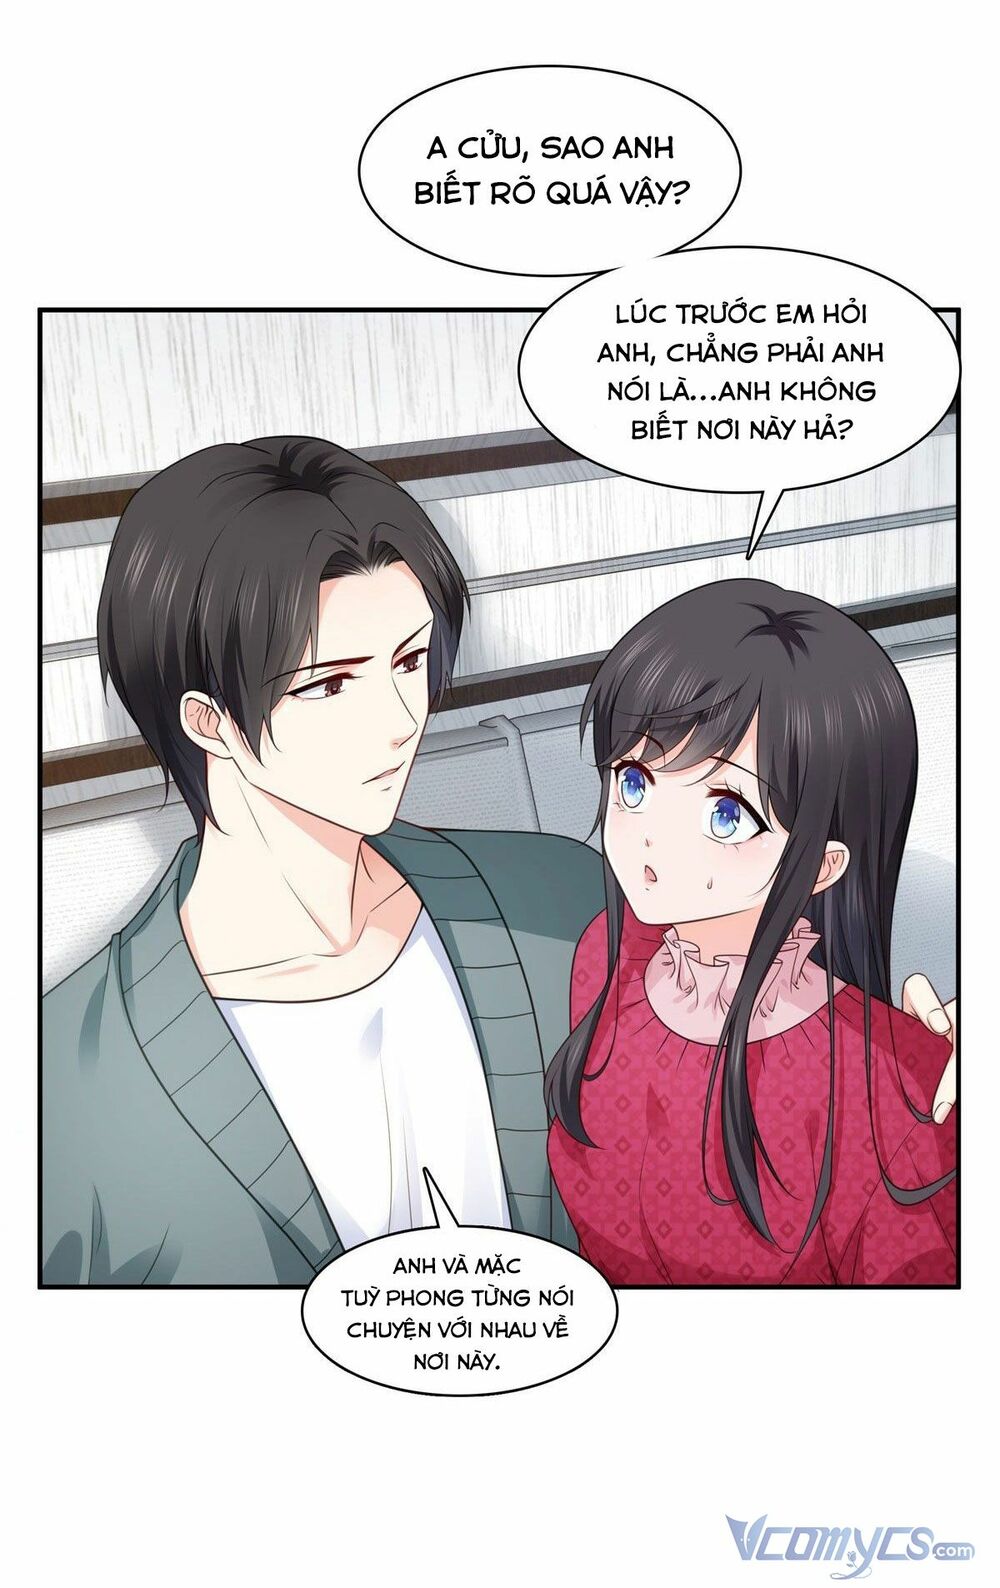 A CỬU, SAO ANH
BIẾT RÕ QUÁ VẬY?
LÚC TRƯỚC EM HỎI
ANH, CHẲNG PHẢI ANH
NÓI LÀ...ANH KHÔNG
BIẾT NƠI NÀY HẢ?
ANH VÀ MẶC
TUỲ PHONG TỪNG NÓI
CHUYỆN VỚI NHAU VỀ
NƠI NÀY.
VCOMYCS.com